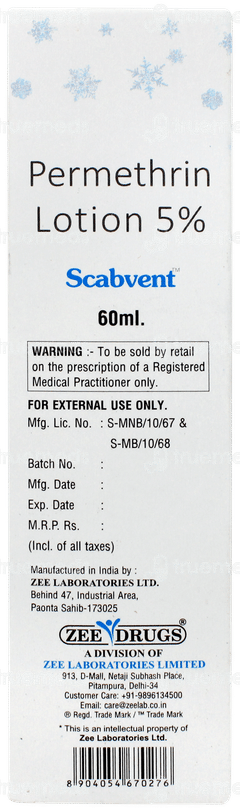 Permethrin
Lotion 5%
Scabvent™
60ml.
WARNING :- To be sold by retail
on the prescription of a Registered
Medical Practitioner only.
FOR EXTERNAL USE ONLY.
Mfg. Lic. No. : S-MNB/10/67 &
S-MB/10/68
Batch No. :
Mfg. Date :
Exp. Date :
M.R.P. Rs. :
(Incl. of all taxes)
Manufactured in India by :
ZEE LABORATORIES LTD.
Behind 47, Industrial Area,
Paonta Sahib-173025
ZEE DRUGS®
A DIVISION OF
ZEE LABORATORIES LIMITED
913, D-Mall, Netaji Subhash Place,
Pitampura, Delhi-34
Customer Care: +91-9896134500
Email: care@zeelab.co.in
® Regd. Trade Mark / ™ Trade Mark
* This is an intellectual property of
Zee Laboratories Ltd.
8 904054 670276